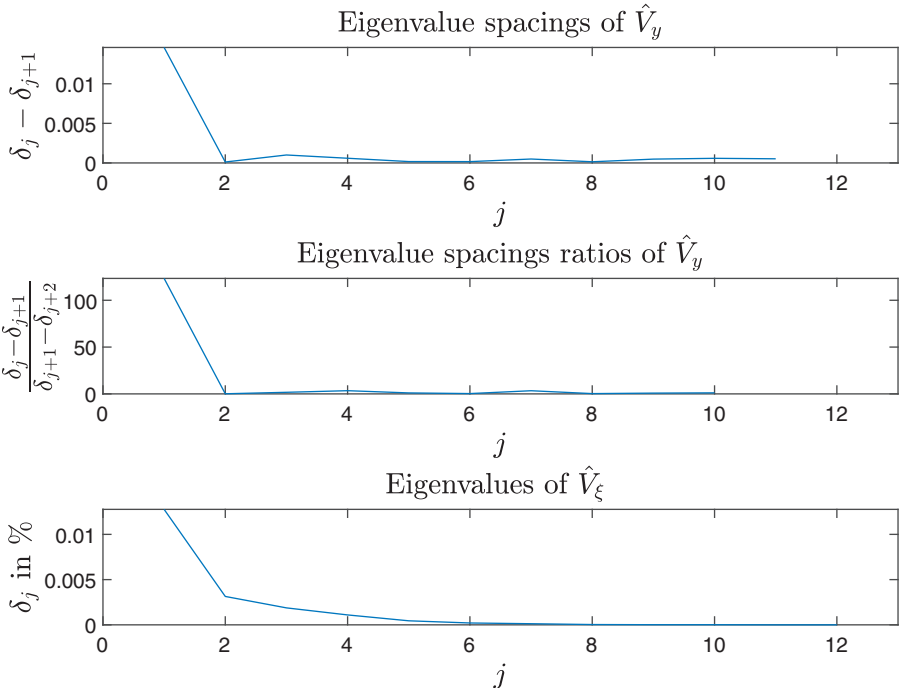 Eigenvalue spacings of V̂_y
δ_j − δ_{j+1}
0.01
0.005
0
0 2 4 6 8 10 12
j
Eigenvalue spacings ratios of V̂_y
δ_j−δ_{j+1}
δ_{j+1}−δ_{j+2}
100
50
0
0 2 4 6 8 10 12
j
Eigenvalues of V̂_ξ
δ_j in %
0.01
0.005
0
0 2 4 6 8 10 12
j